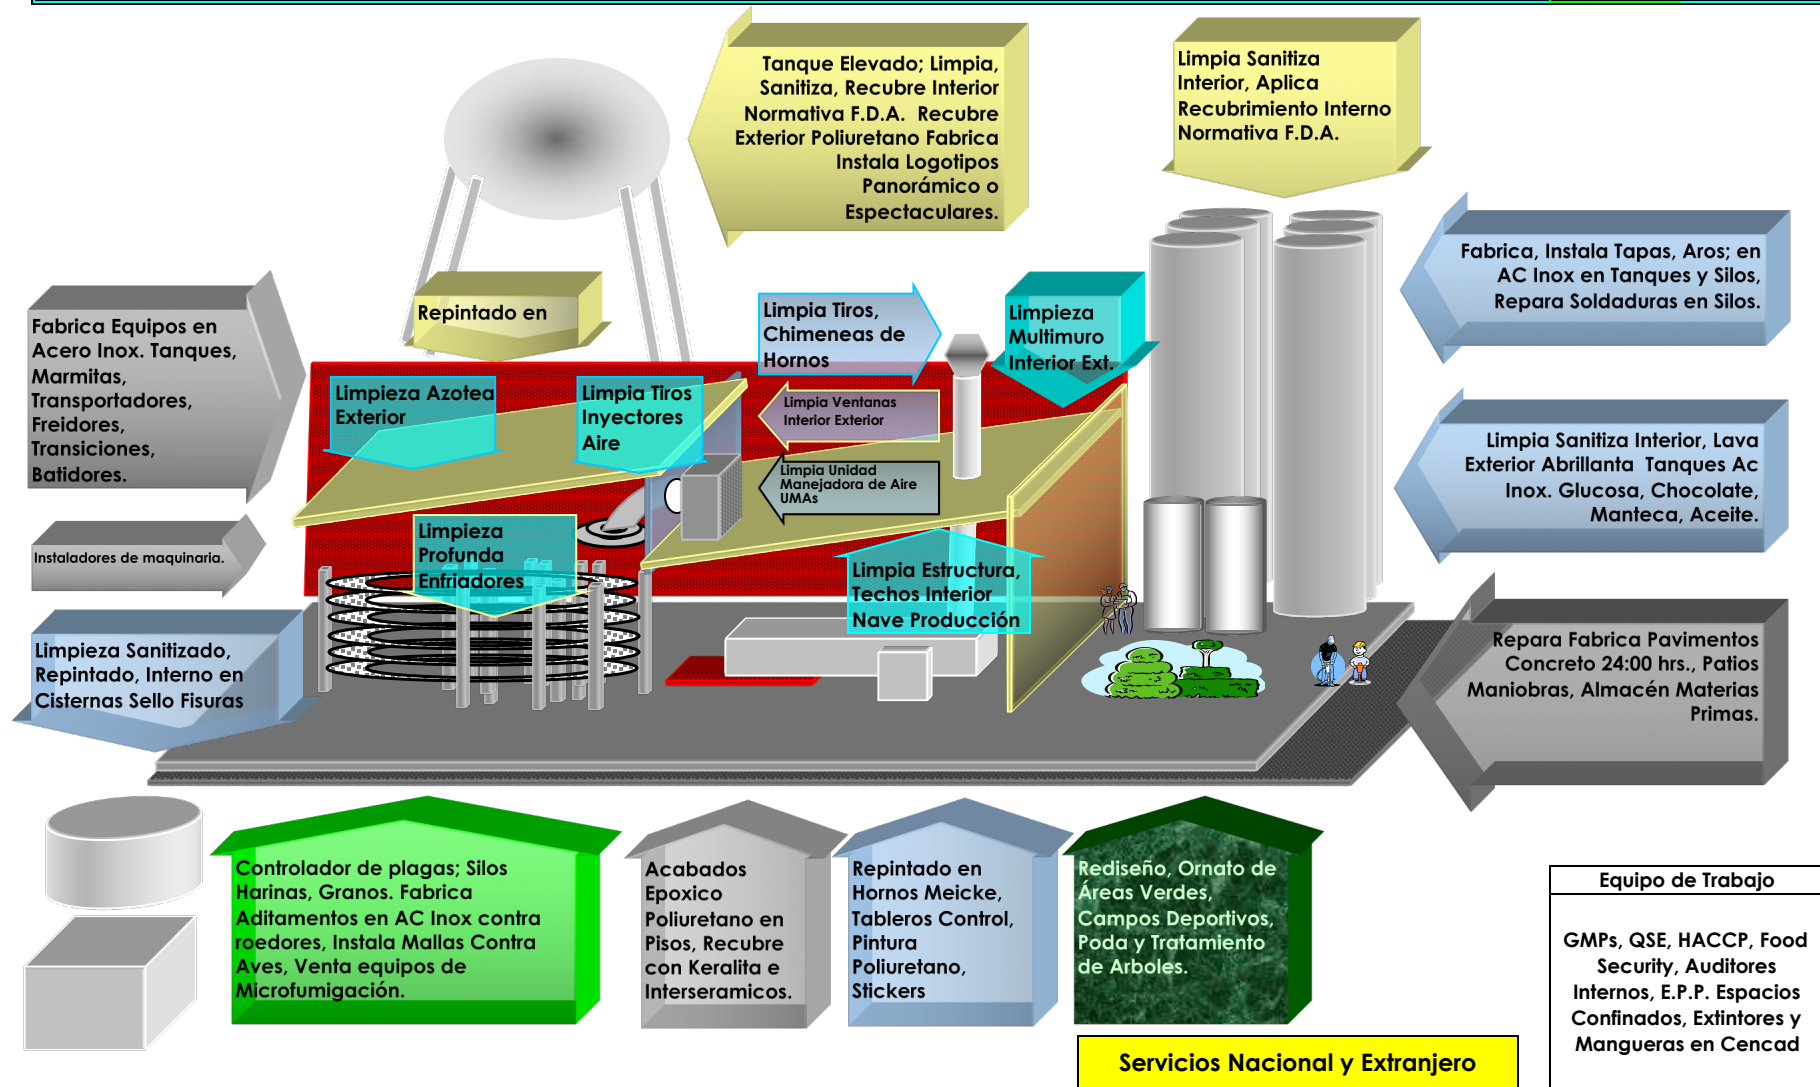 Tanque Elevado; Limpia,
Sanitiza, Recubre Interior
Normativa F.D.A.  Recubre
Exterior Poliuretano Fabrica
Instala Logotipos
Panorámico o
Espectaculares.
Limpia Sanitiza
Interior, Aplica
Recubrimiento Interno
Normativa F.D.A.
Fabrica, Instala Tapas, Aros; en
AC Inox en Tanques y Silos,
Repara Soldaduras en Silos.
Fabrica Equipos en
Acero Inox. Tanques,
Marmitas,
Transportadores,
Freidores,
Transiciones,
Batidores.
Repintado en
Limpia Tiros,
Chimeneas de
Hornos
Limpieza
Multimuro
Interior Ext.
Limpieza Azotea
Exterior
Limpia Tiros
Inyectores
Aire
Limpia Ventanas
Interior Exterior
Limpia Unidad
Manejadora de Aire
UMAs
Limpia Sanitiza Interior, Lava
Exterior Abrillanta  Tanques Ac
Inox. Glucosa, Chocolate,
Manteca, Aceite.
Instaladores de maquinaria.
Limpieza
Profunda
Enfriadores
Limpia Estructura,
Techos Interior
Nave Producción
Limpieza Sanitizado,
Repintado, Interno en
Cisternas Sello Fisuras
Repara Fabrica Pavimentos
Concreto 24:00 hrs., Patios
Maniobras, Almacén Materias
Primas.
Controlador de plagas; Silos
Harinas, Granos. Fabrica
Aditamentos en AC Inox contra
roedores, Instala Mallas Contra
Aves, Venta equipos de
Microfumigación.
Acabados
Epoxico
Poliuretano en
Pisos, Recubre
con Keralita e
Interseramicos.
Repintado en
Hornos Meicke,
Tableros Control,
Pintura
Poliuretano,
Stickers
Rediseño, Ornato de
Áreas Verdes,
Campos Deportivos,
Poda y Tratamiento
de Arboles.
Equipo de Trabajo
GMPs, QSE, HACCP, Food
Security, Auditores
Internos, E.P.P. Espacios
Confinados, Extintores y
Mangueras en Cencad
Servicios Nacional y Extranjero